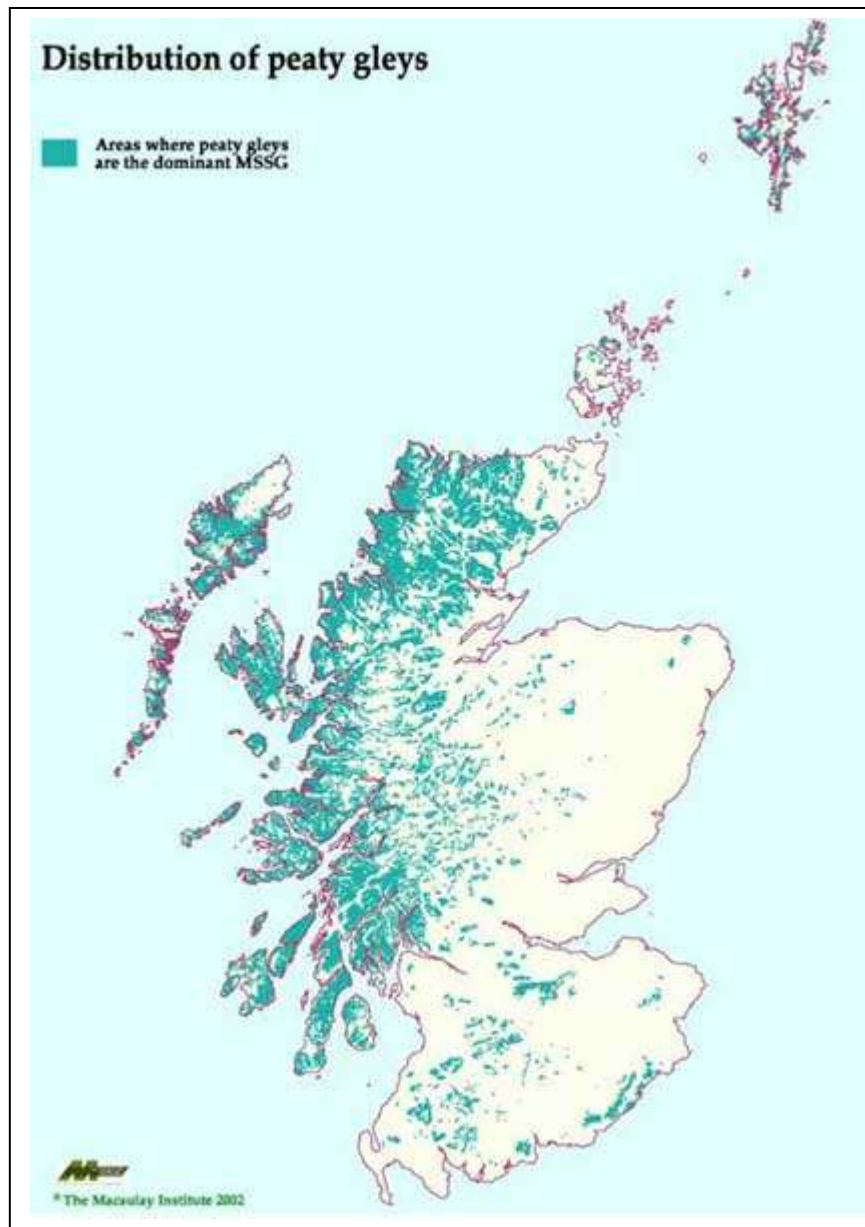 Distribution of peaty gleys
Areas where peaty gleys
are the dominant MSSG
© The Macaulay Institute 2002